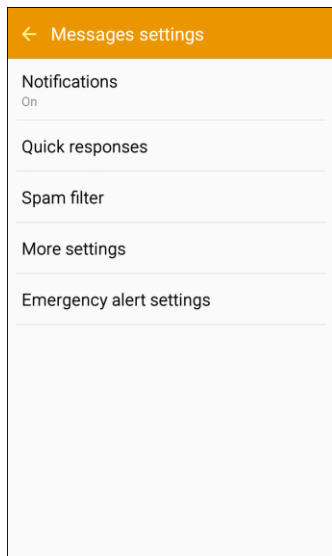 Messages settings
Notifications
On
Quick responses
Spam filter
More settings
Emergency alert settings